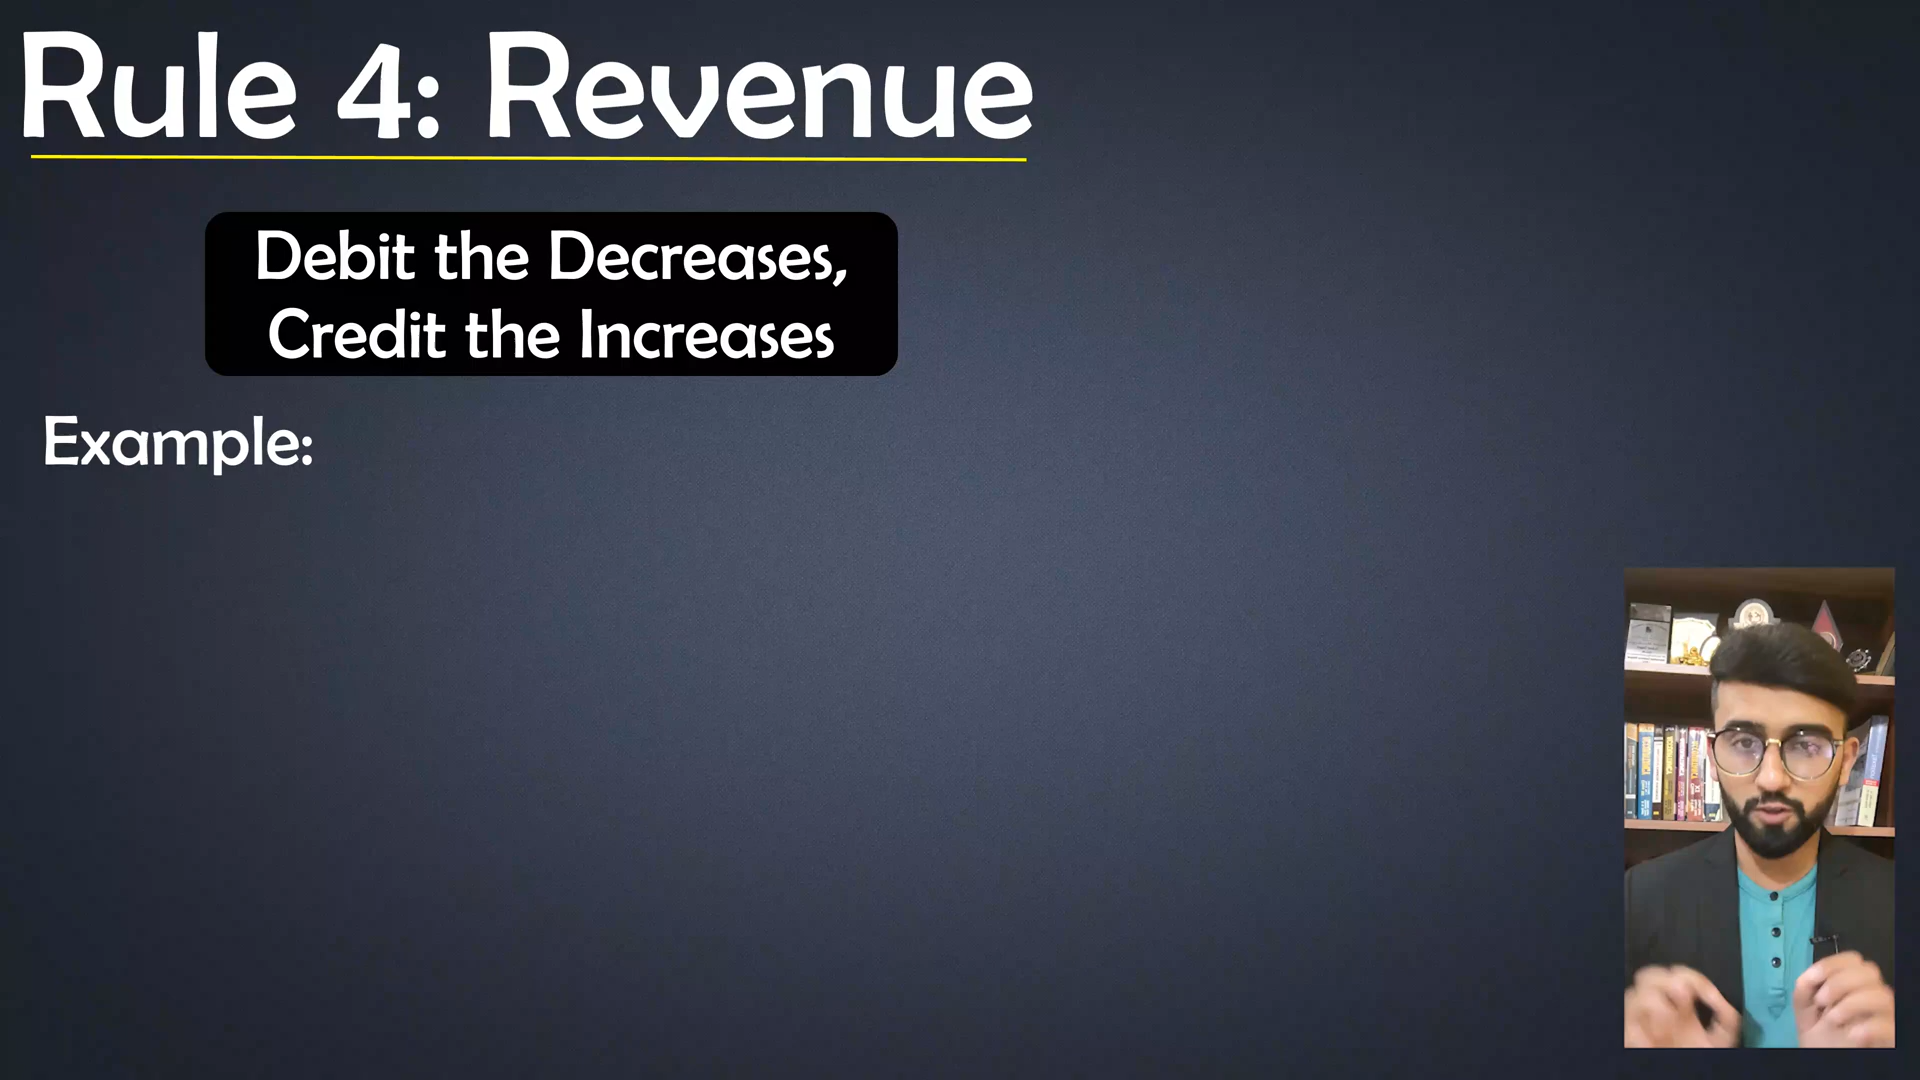 Rule 4: Revenue
Debit the Decreases,
Credit the Increases
Example: